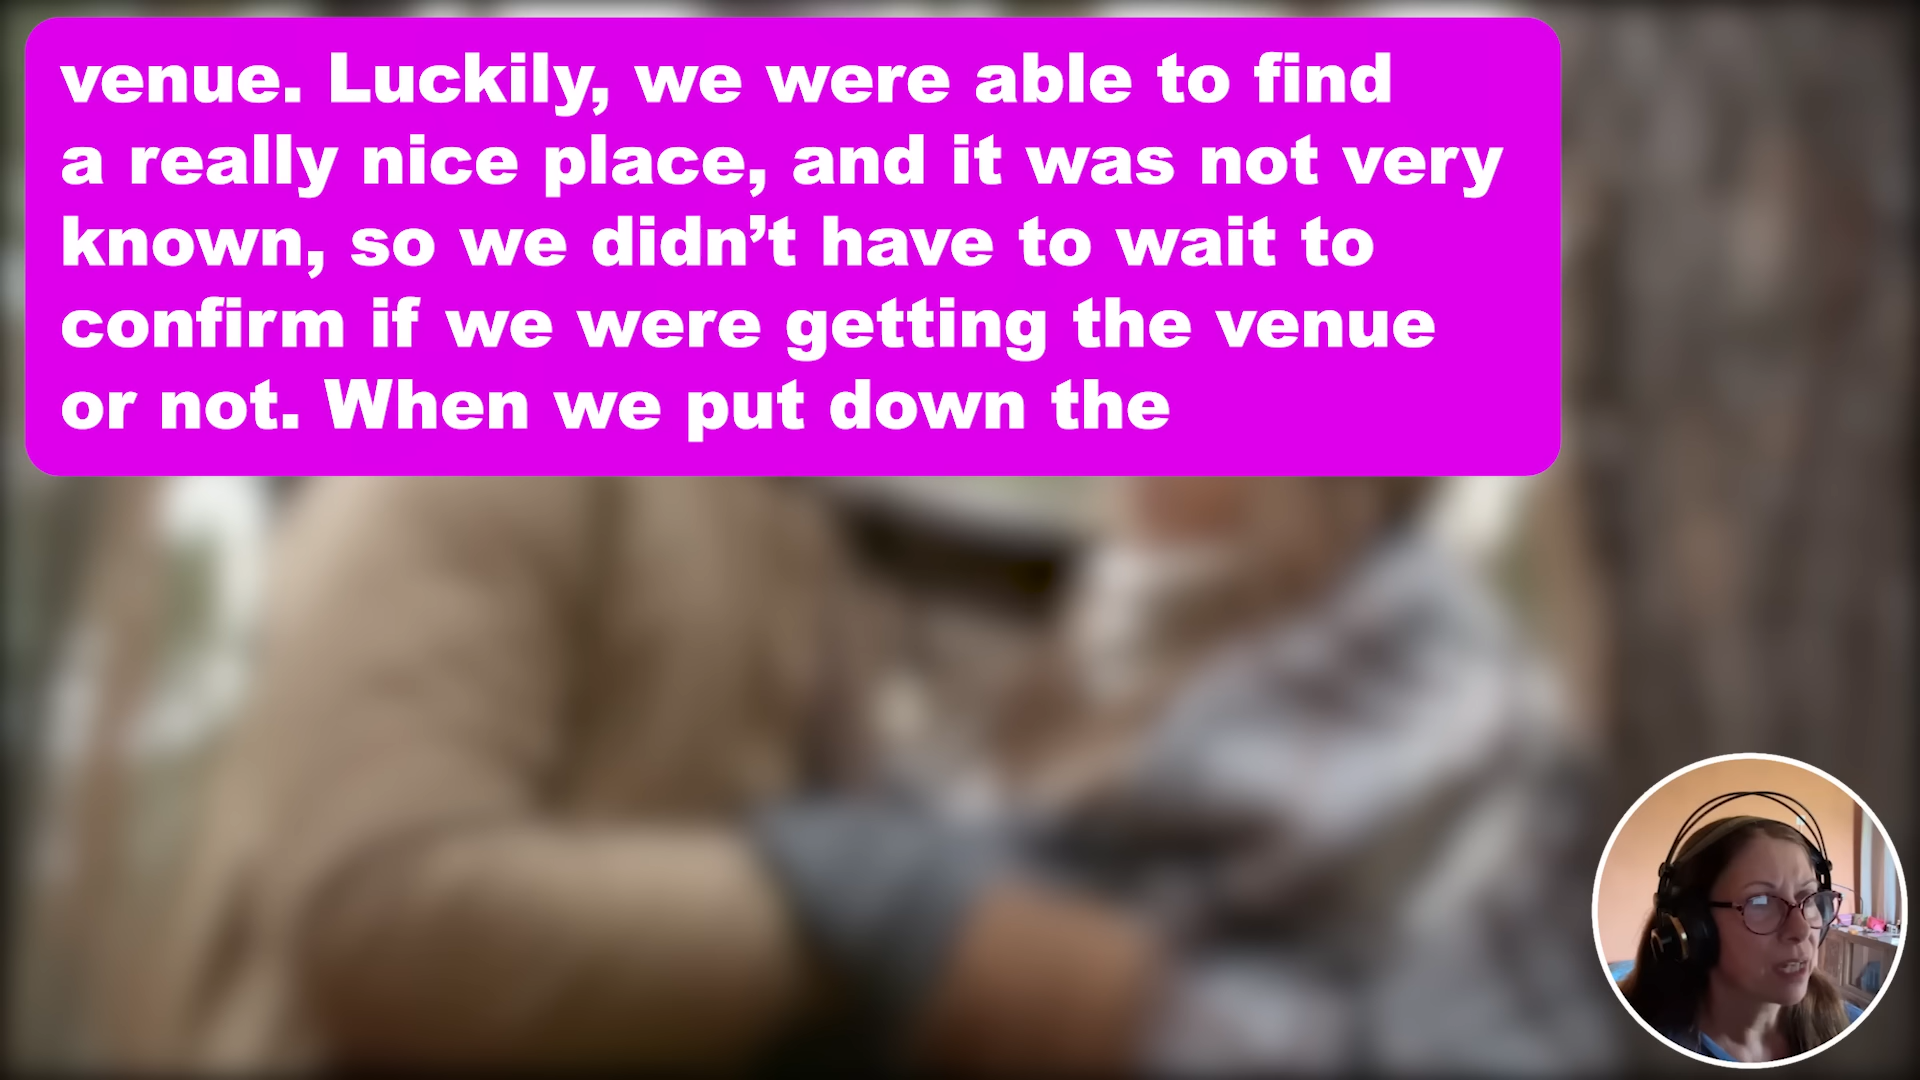 venue. Luckily, we were able to find
a really nice place, and it was not very
known, so we didn’t have to wait to
confirm if we were getting the venue
or not. When we put down the